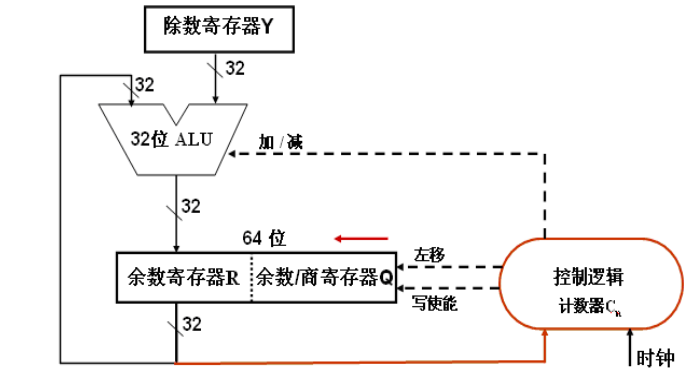 除数寄存器Y
32
32
32位 ALU
加 / 减
32
64 位
余数寄存器R
余数/商寄存器Q
左移
写使能
控制逻辑
计数器Cn
32
时钟